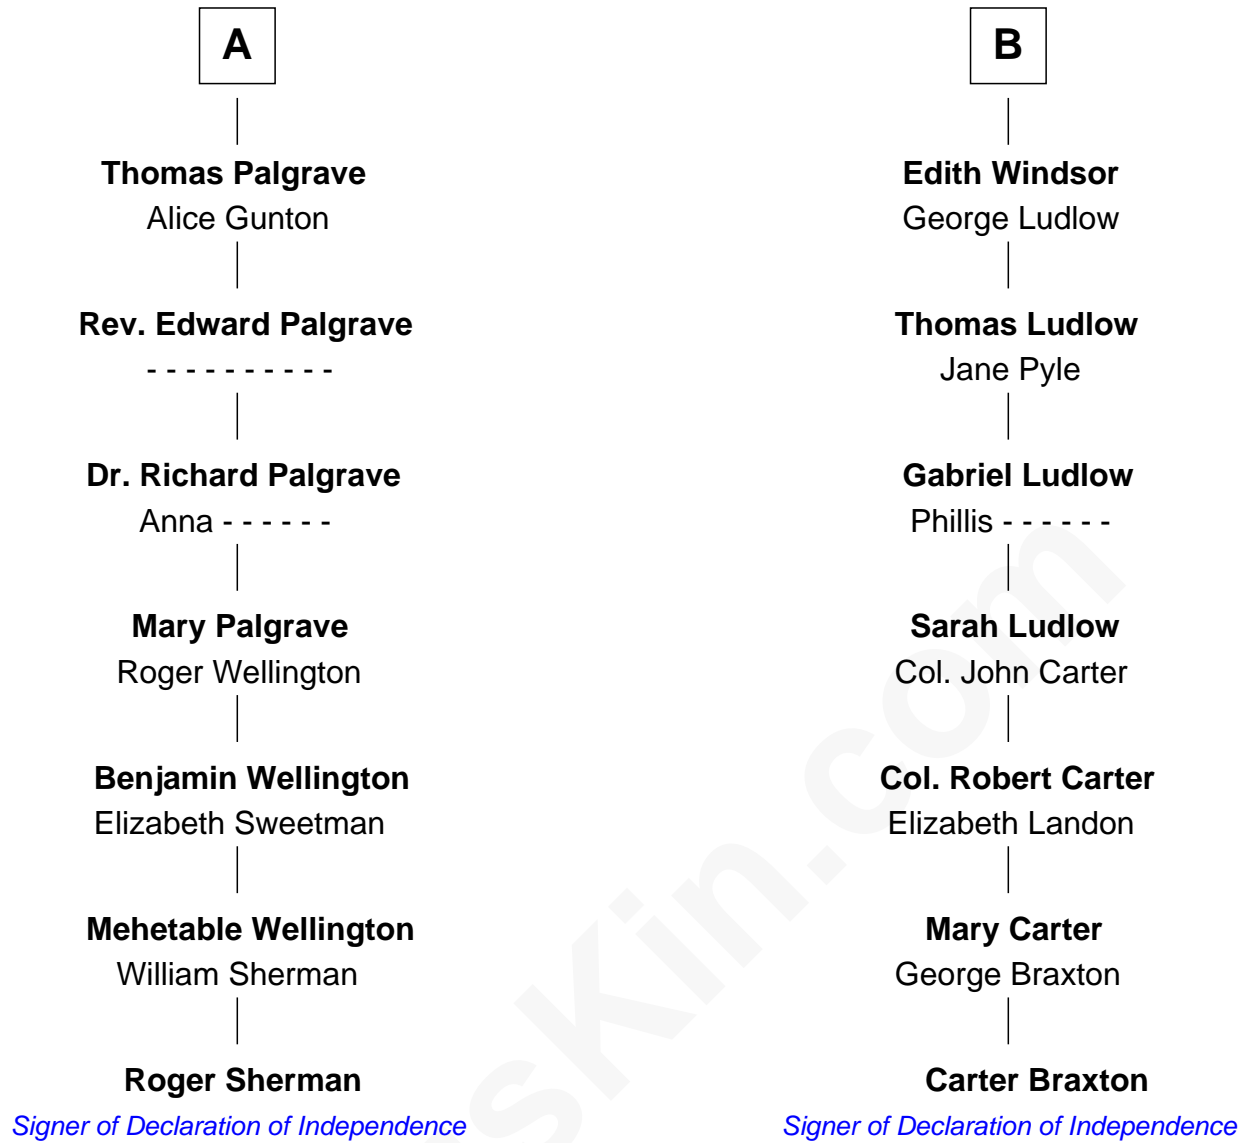 A
Thomas Palgrave
Alice Gunton
Rev. Edward Palgrave
- - - - - - - - - -
Dr. Richard Palgrave
Anna - - - - - -
Mary Palgrave
Roger Wellington
Benjamin Wellington
Elizabeth Sweetman
Mehetable Wellington
William Sherman
Roger Sherman
Signer of Declaration of Independence
B
Edith Windsor
George Ludlow
Thomas Ludlow
Jane Pyle
Gabriel Ludlow
Phillis - - - - - -
Sarah Ludlow
Col. John Carter
Col. Robert Carter
Elizabeth Landon
Mary Carter
George Braxton
Carter Braxton
Signer of Declaration of Independence
sKin.com